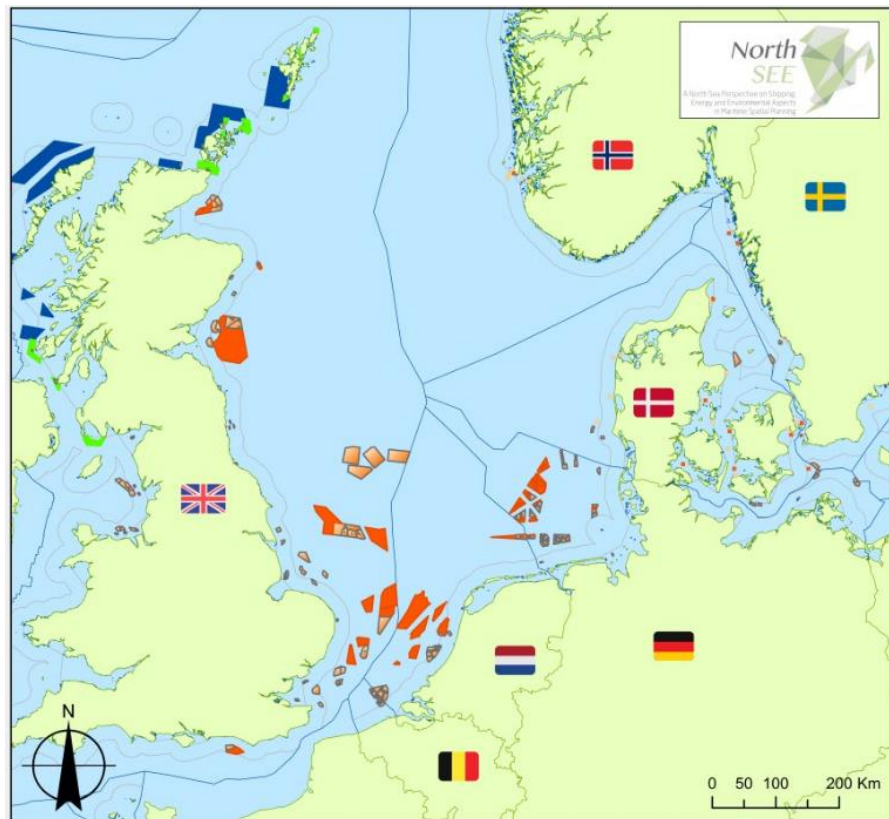 North
SEE
A North Sea Perspective on Shipping,
Energy and Environmental Aspects
in Maritime Spatial Planning
N
0 50 100 200 Km